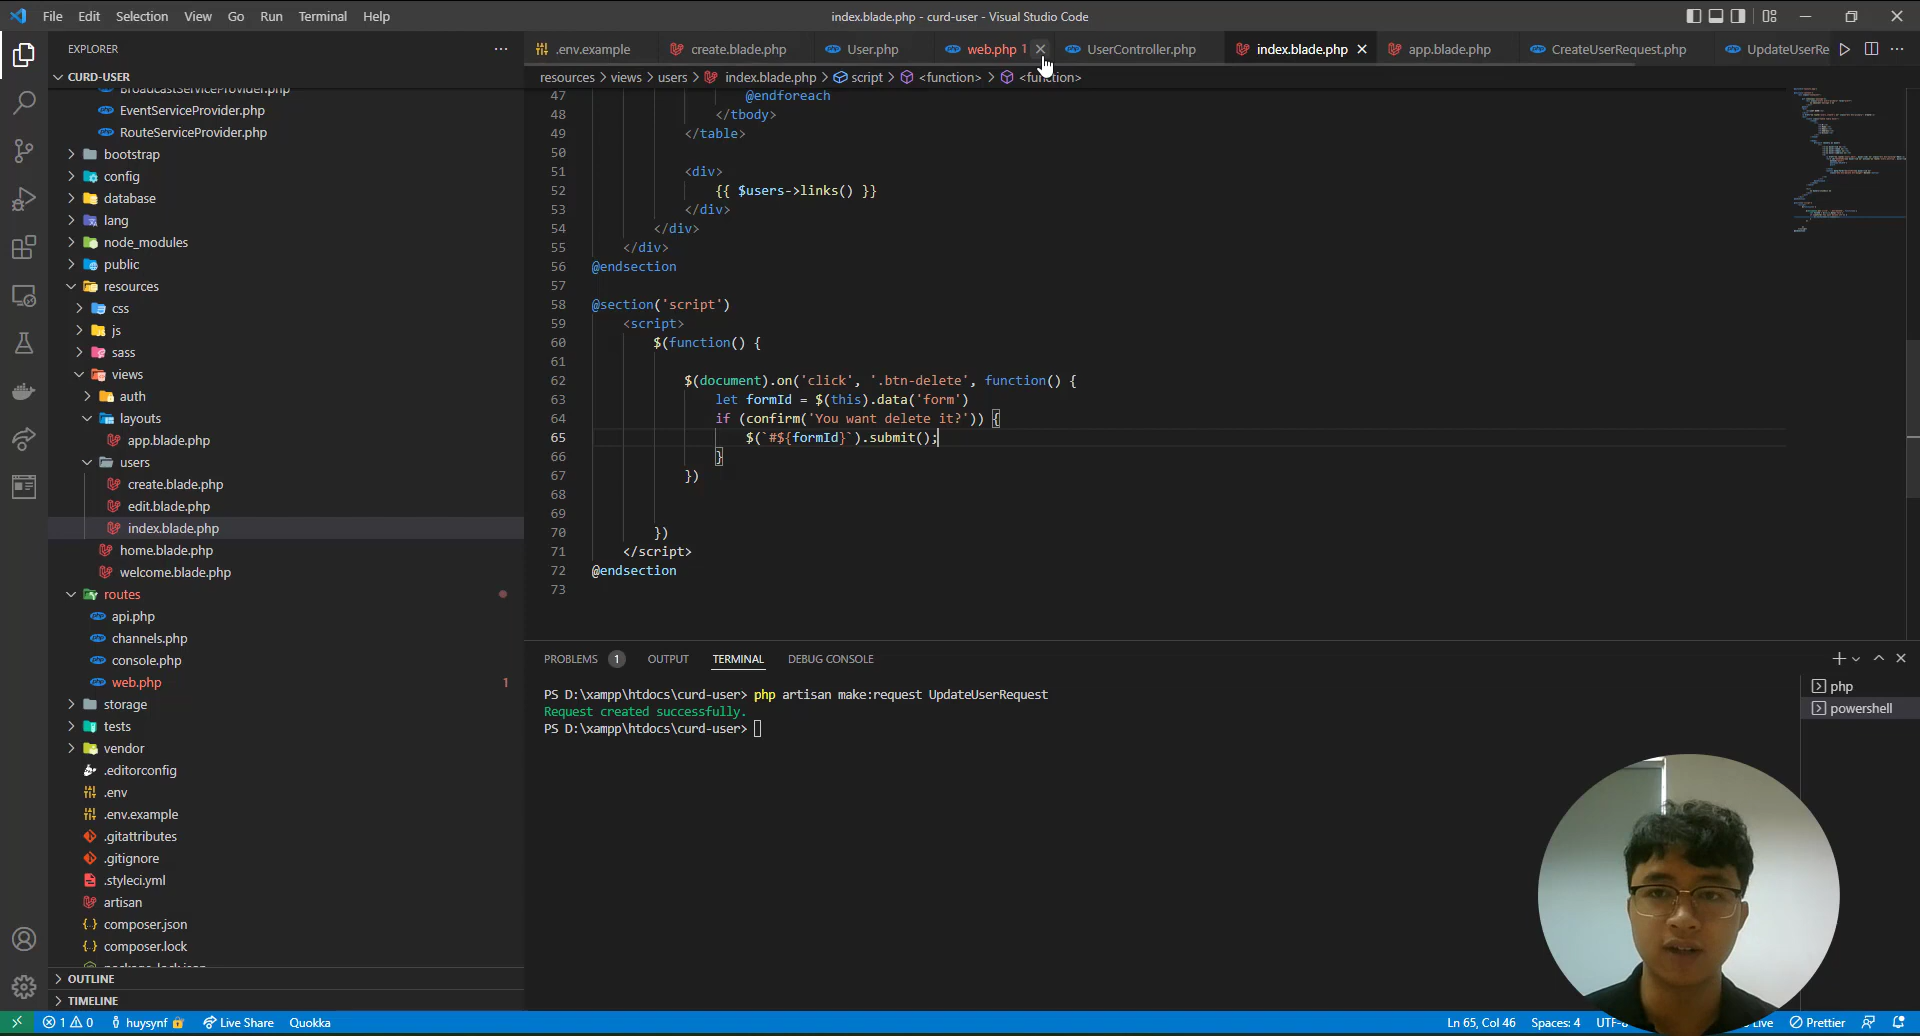 File Edit Selection View Go Run Terminal Help
index.blade.php - curd-user - Visual Studio Code
EXPLORER
CURD-USER
BroadcastServiceProvider.php
EventServiceProvider.php
RouteServiceProvider.php
bootstrap
config
database
lang
node_modules
public
resources
css
js
sass
views
auth
layouts
app.blade.php
users
create.blade.php
edit.blade.php
index.blade.php
home.blade.php
welcome.blade.php
routes
api.php
channels.php
console.php
web.php 1
storage
tests
vendor
.editorconfig
.env
.env.example
.gitattributes
.gitignore
.styleci.yml
artisan
composer.json
composer.lock
OUTLINE
TIMELINE
.env.example create.blade.php User.php web.php 1 UserController.php index.blade.php app.blade.php CreateUserRequest.php UpdateUserRe
resources > views > users > index.blade.php > script > <function> > <function>
47 @endforeach
48 </tbody>
49 </table>
50
51 <div>
52 {{ $users->links() }}
53 </div>
54 </div>
55 </div>
56 @endsection
57
58 @section('script')
59 <script>
60 $(function() {
61
62 $(document).on('click', '.btn-delete', function() {
63 let formId = $(this).data('form')
64 if (confirm('You want delete it?')) {
65 $(`#${formId}`).submit();
66 }
67 })
68
69
70 })
71 </script>
72 @endsection
73
PROBLEMS 1 OUTPUT TERMINAL DEBUG CONSOLE
PS D:\xampp\htdocs\curd-user> php artisan make:request UpdateUserRequest
Request created successfully.
PS D:\xampp\htdocs\curd-user>
php
powershell
1 0 huysynf Live Share Quokka
Ln 65, Col 46 Spaces: 4 UTF-8 Live Prettier